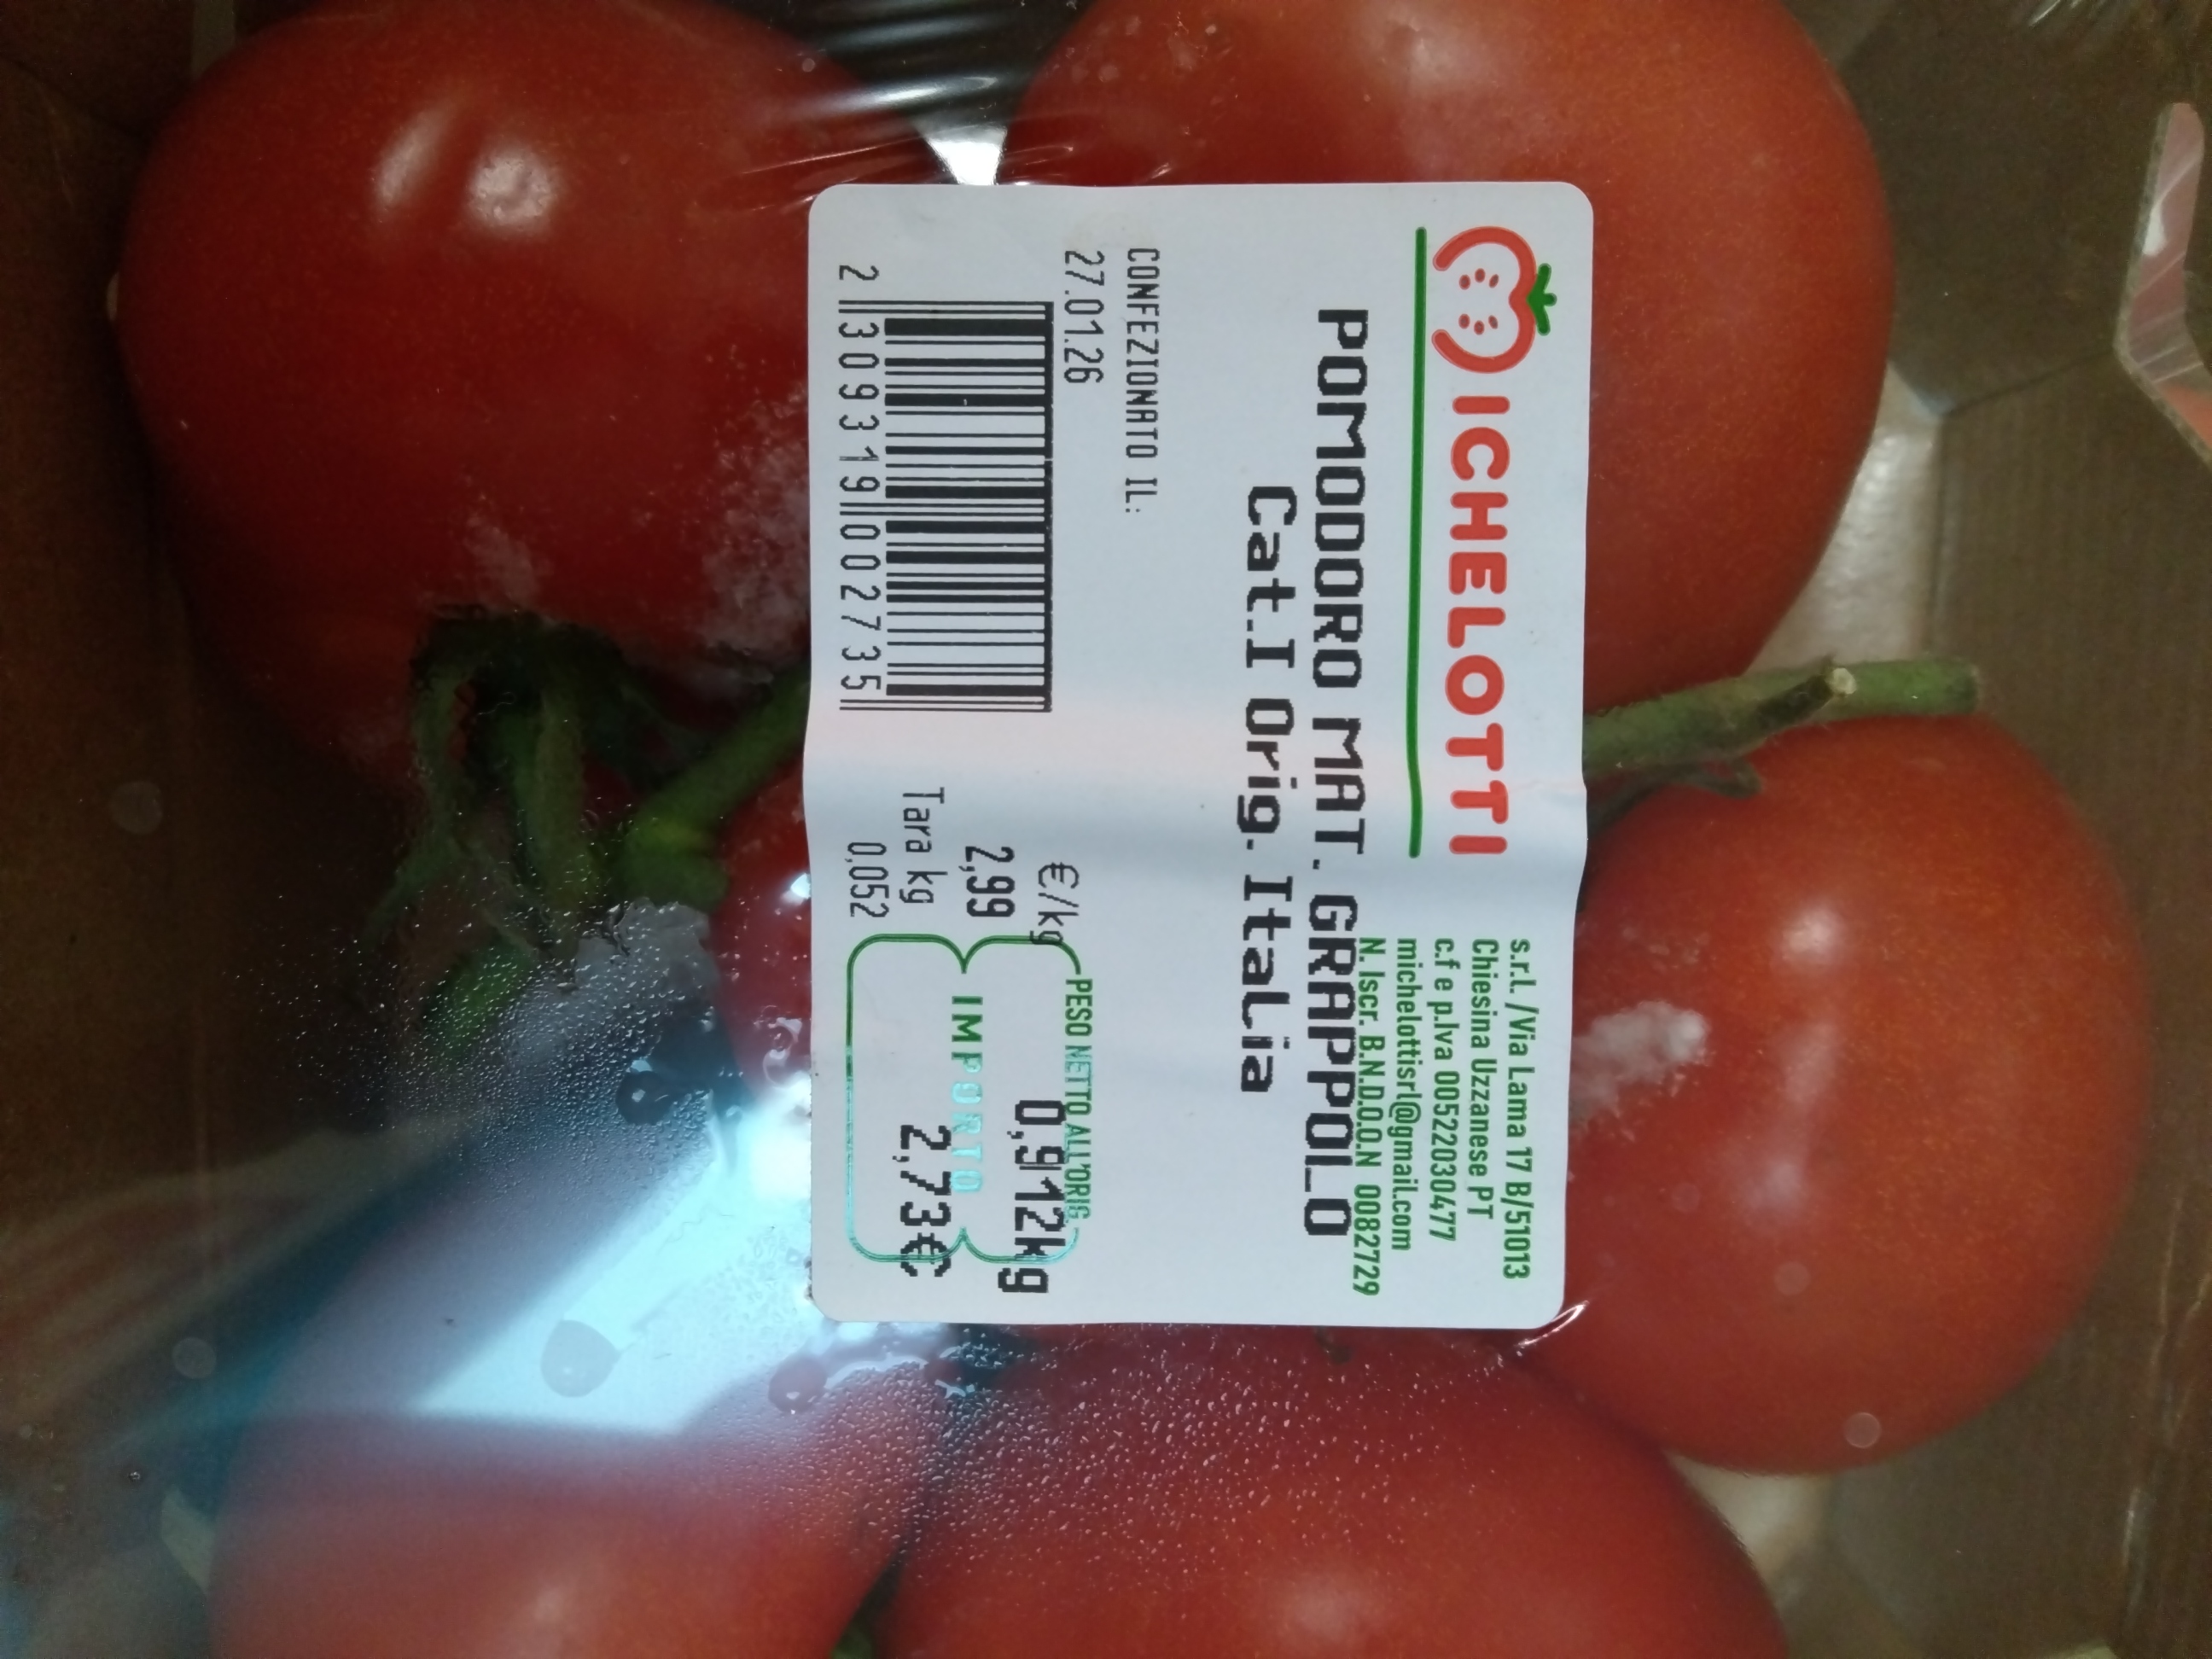 MICHELOTTI
s.r.l. /Via Lama 17 B/51013
Chiesina Uzzanese PT
c.f e p.Iva 00522030477
michelottisrl@gmail.com
N. Iscr. B.N.D.O.O.N 0082729
POMODORO MAT. GRAPPOLO
Cat.I Orig. Italia
CONFEZIONATO IL:
27.01.26
2 309319 002735
€/kg
2,99
Tara kg
0,052
PESO NETTO ALL'ORIG.
0,912kg
IMPORTO
2,73€